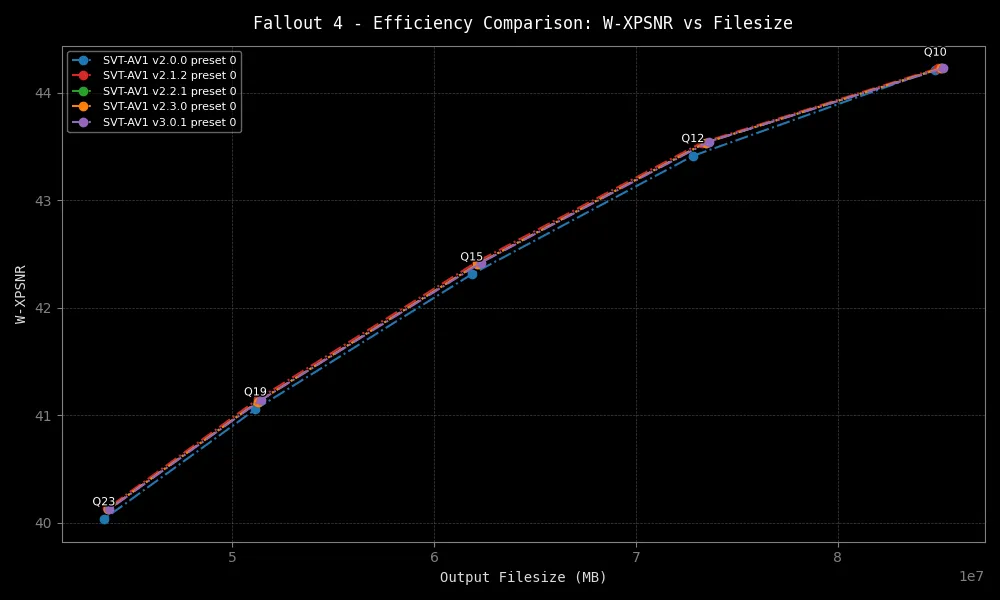 Fallout 4 - Efficiency Comparison: W-XPSNR vs Filesize
SVT-AV1 v2.0.0 preset 0
SVT-AV1 v2.1.2 preset 0
SVT-AV1 v2.2.1 preset 0
SVT-AV1 v2.3.0 preset 0
SVT-AV1 v3.0.1 preset 0
Q10
Q12
Q15
Q19
Q23
44
43
42
41
40
W-XPSNR
5 6 7 8
1e7
Output Filesize (MB)